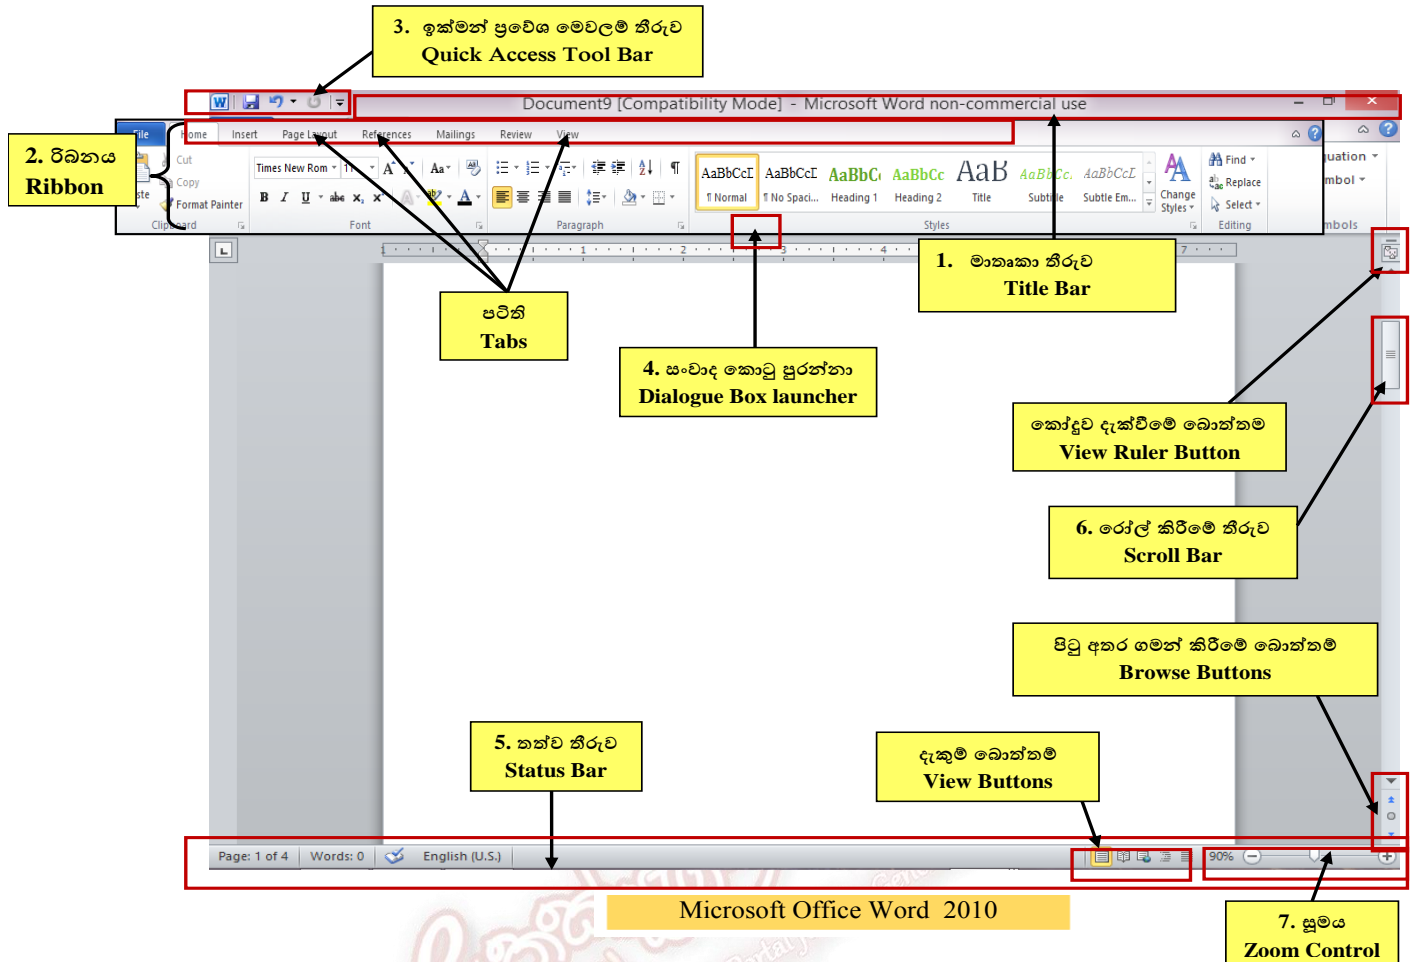 3. ඉක්මන් ප්‍රවේශ මෙවලම් තීරුව
Quick Access Tool Bar
Document9 [Compatibility Mode] - Microsoft Word non-commercial use
File Home Insert Page Layout References Mailings Review View
2. රිබනය
Ribbon
Cut
Copy
Format Painter
Clipboard
Times New Rom
Font
Paragraph
AaBbCcD AaBbCcD AaBbCc AaBbCc AaB AaBbCc. AaBbCcD
¶ Normal ¶ No Spaci... Heading 1 Heading 2 Title Subtitle Subtle Em...
Change
Styles
Styles
Find
Replace
Select
Editing
1. මාතෘකා තීරුව
Title Bar
පටිති
Tabs
4. සංවාද කොටු පුරන්නා
Dialogue Box launcher
කෝදුව දැක්වීමේ බොත්තම
View Ruler Button
6. රෝල් කිරීමේ තීරුව
Scroll Bar
පිටු අතර ගමන් කිරීමේ බොත්තම්
Browse Buttons
5. තත්ව තීරුව
Status Bar
දැකුම් බොත්තම්
View Buttons
Page: 1 of 4 Words: 0 English (U.S.) 90%
Microsoft Office Word 2010
7. සූමය
Zoom Control